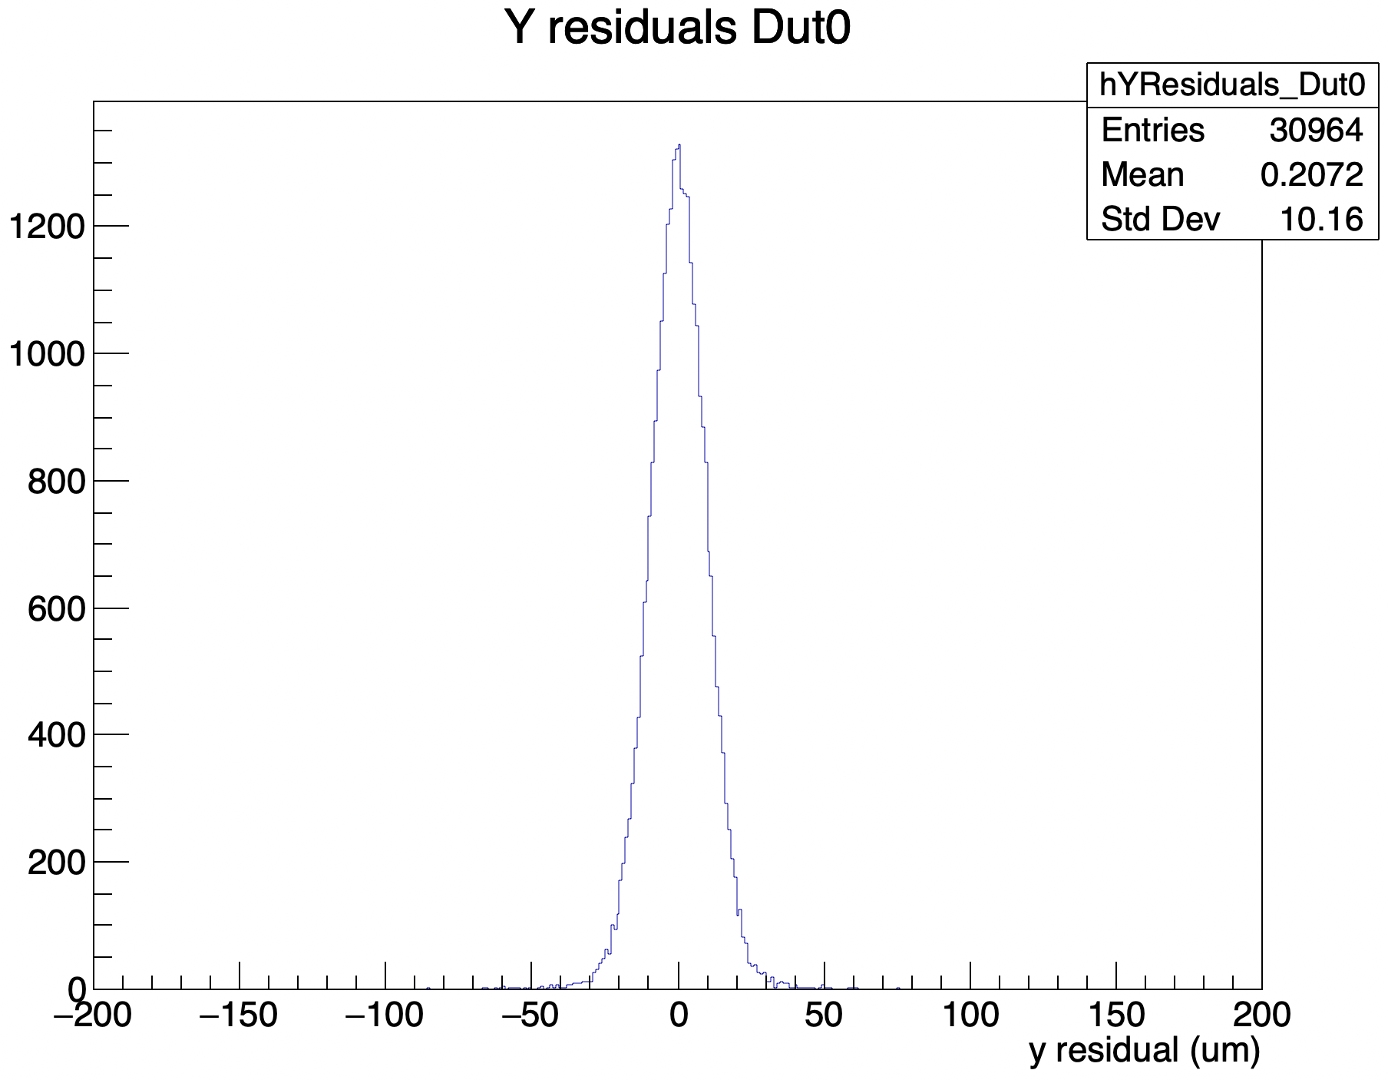 Y residuals Dut0
hYResiduals_Dut0
Entries 30964
Mean 0.2072
Std Dev 10.16
1200
1000
800
600
400
200
0
−200 −150 −100 −50 0 50 100 150 200
y residual (um)